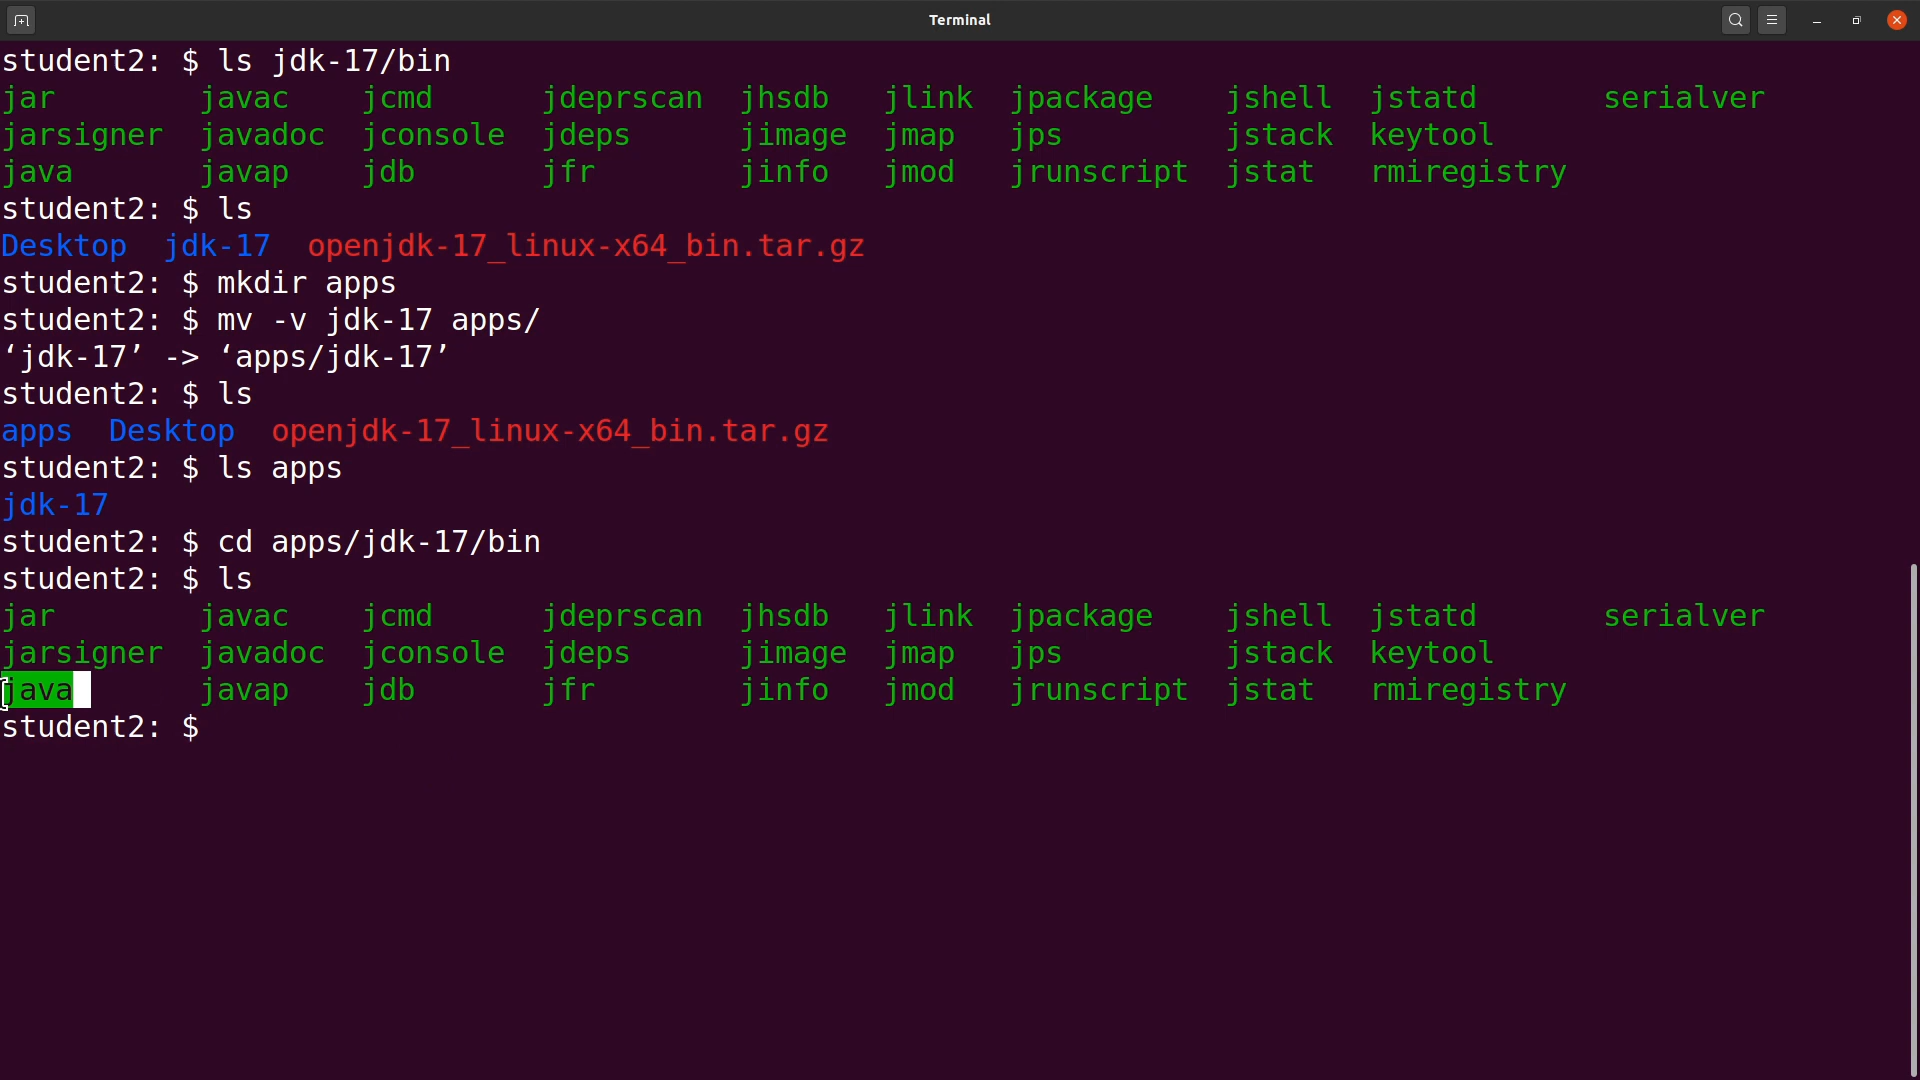 Terminal
student2: $ ls jdk-17/bin
jar        javac    jcmd      jdeprscan  jhsdb   jlink  jpackage    jshell  jstatd       serialver
jarsigner  javadoc  jconsole  jdeps      jimage  jmap   jps         jstack  keytool
java       javap    jdb       jfr        jinfo   jmod   jrunscript  jstat   rmiregistry
student2: $ ls
Desktop  jdk-17  openjdk-17_linux-x64_bin.tar.gz
student2: $ mkdir apps
student2: $ mv -v jdk-17 apps/
‘jdk-17’ -> ‘apps/jdk-17’
student2: $ ls
apps  Desktop  openjdk-17_linux-x64_bin.tar.gz
student2: $ ls apps
jdk-17
student2: $ cd apps/jdk-17/bin
student2: $ ls
jar        javac    jcmd      jdeprscan  jhsdb   jlink  jpackage    jshell  jstatd       serialver
jarsigner  javadoc  jconsole  jdeps      jimage  jmap   jps         jstack  keytool
java       javap    jdb       jfr        jinfo   jmod   jrunscript  jstat   rmiregistry
student2: $